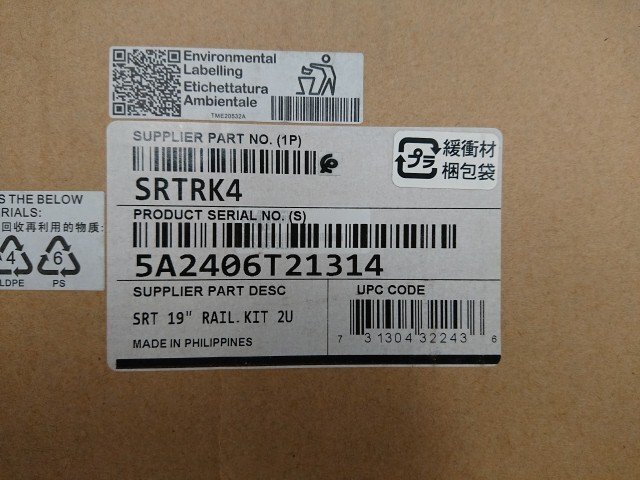 Environmental
Labelling
Etichettatura
Ambientale
TME20532A
SUPPLIER PART NO. (1P)
SRTRK4
プラ
緩衝材
梱包袋
PRODUCT SERIAL NO. (S)
5A2406T21314
SUPPLIER PART DESC
SRT 19" RAIL.KIT 2U
MADE IN PHILIPPINES
UPC CODE
7 31304 32243 6
THE BELOW
回收再利用的物质:
4
LDPE
6
PS